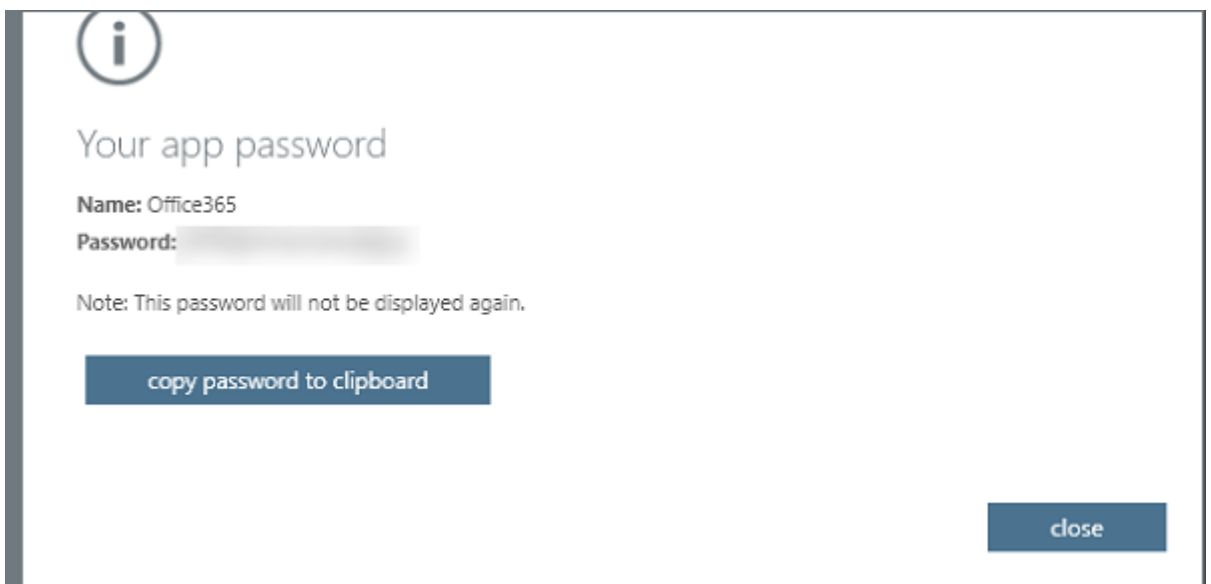 Your app password
Name: Office365
Password:
Note: This password will not be displayed again.
copy password to clipboard
close